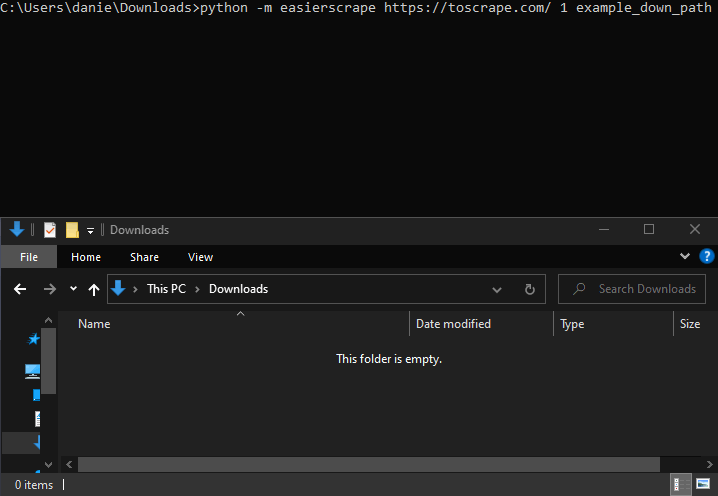 C:\Users\danie\Downloads>python -m easierscrape https://toscrape.com/ 1 example_down_path
Downloads
File Home Share View
This PC Downloads Search Downloads
Name Date modified Type Size
This folder is empty.
0 items